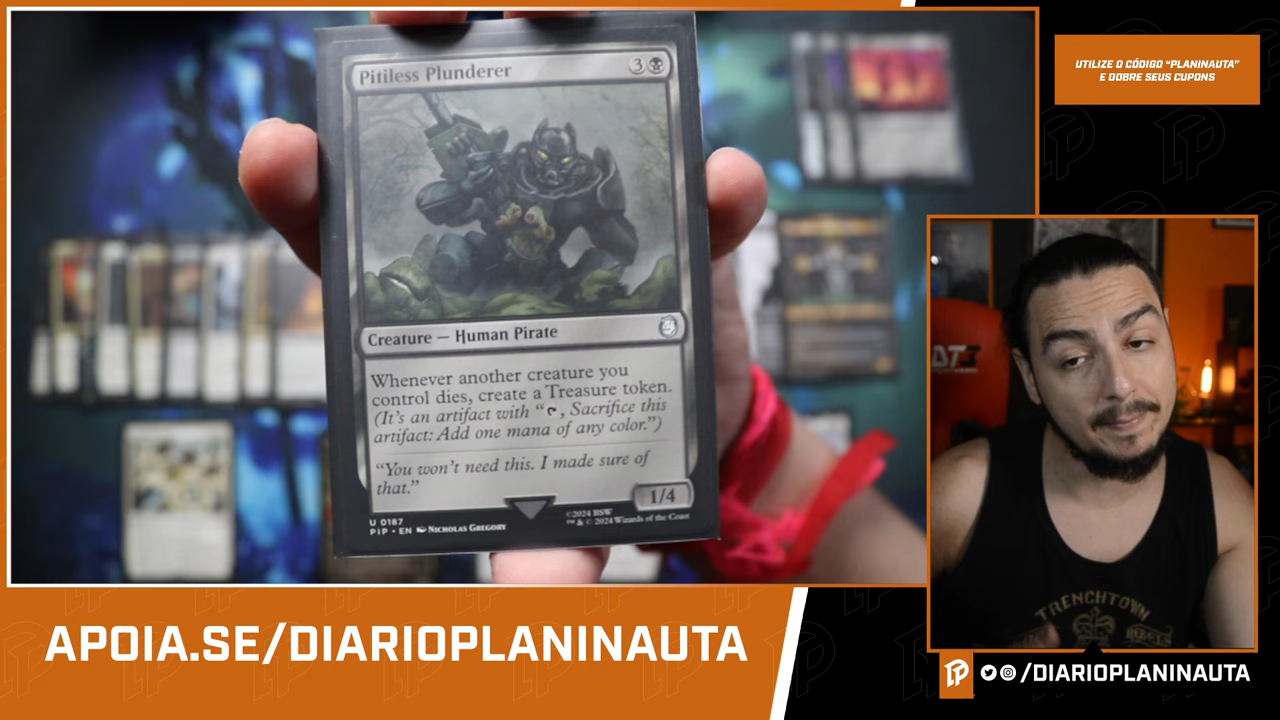 Pitiless Plunderer 3
Creature — Human Pirate
Whenever another creature you
control dies, create a Treasure token.
(It's an artifact with “, Sacrifice this
artifact: Add one mana of any color.”)
“You won't need this. I made sure of
that.”
1/4
U 0187
PIP • EN NICHOLAS GREGORY
©2024 BSW
™ & © 2024 Wizards of the Coast
UTILIZE O CÓDIGO “PLANINAUTA”
E DOBRE SEUS CUPONS
TRENCHTOWN
REBELS
APOIA.SE/DIARIOPLANINAUTA
/DIARIOPLANINAUTA